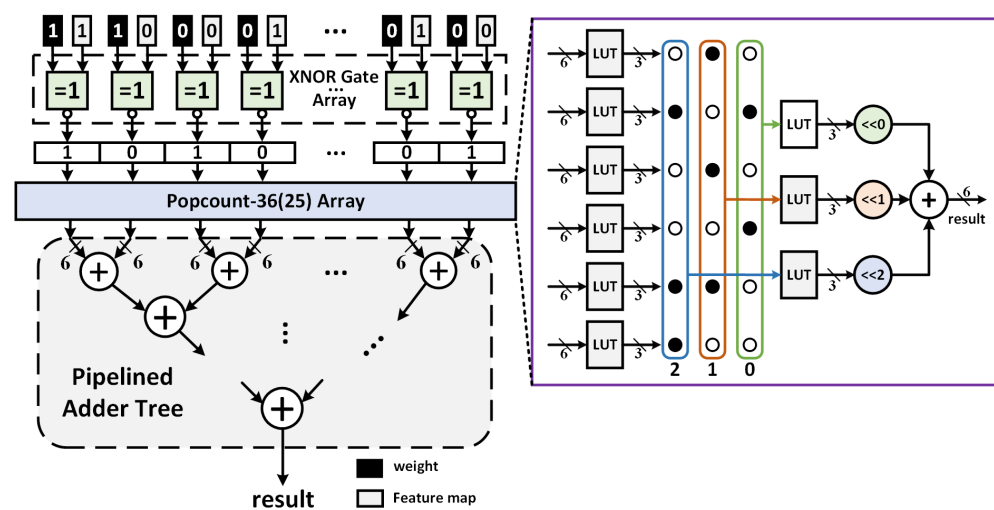 1 1 1 0 0 0 0 1 ... 0 1 0 0
XNOR Gate
...
Array
=1 =1 =1 =1 =1 =1
1 0 1 0 ... 0 1
Popcount-36(25) Array
6 6 6 6 ... 6 6
+ + +
+
Pipelined
Adder Tree
+
result
weight
Feature map
6 LUT 3
6 LUT 3
6 LUT 3
6 LUT 3
6 LUT 3
6 LUT 3
2 1 0
LUT 3 <<0
LUT 3 <<1
LUT 3 <<2
+ 6
result